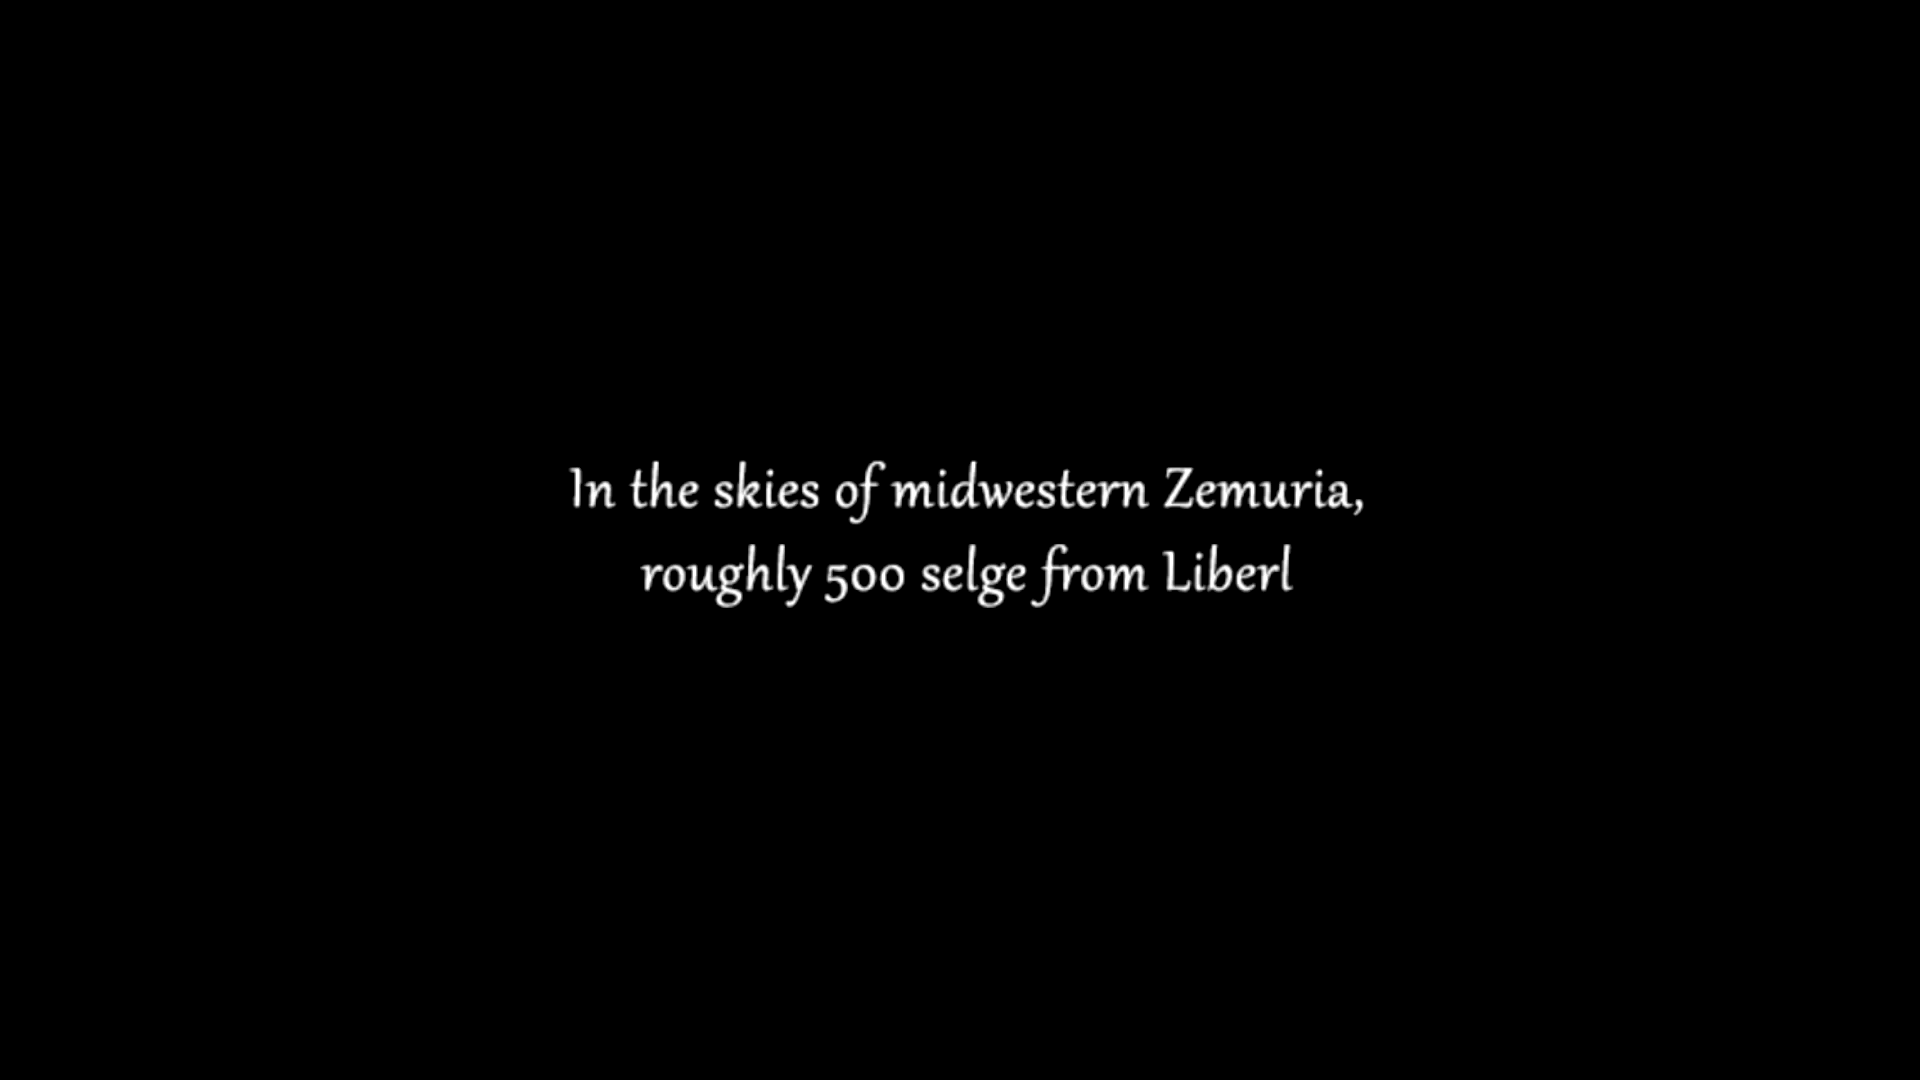 In the skies of midwestern Zemuria,
roughly 500 selge from Liberl